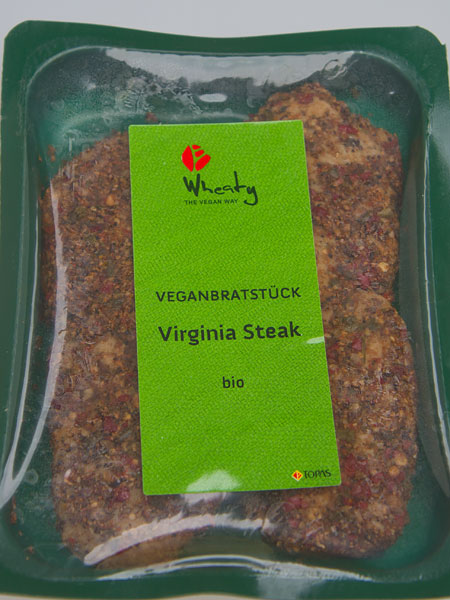 Wheaty
THE VEGAN WAY
VEGANBRATSTÜCK
Virginia Steak
bio
TOPAS